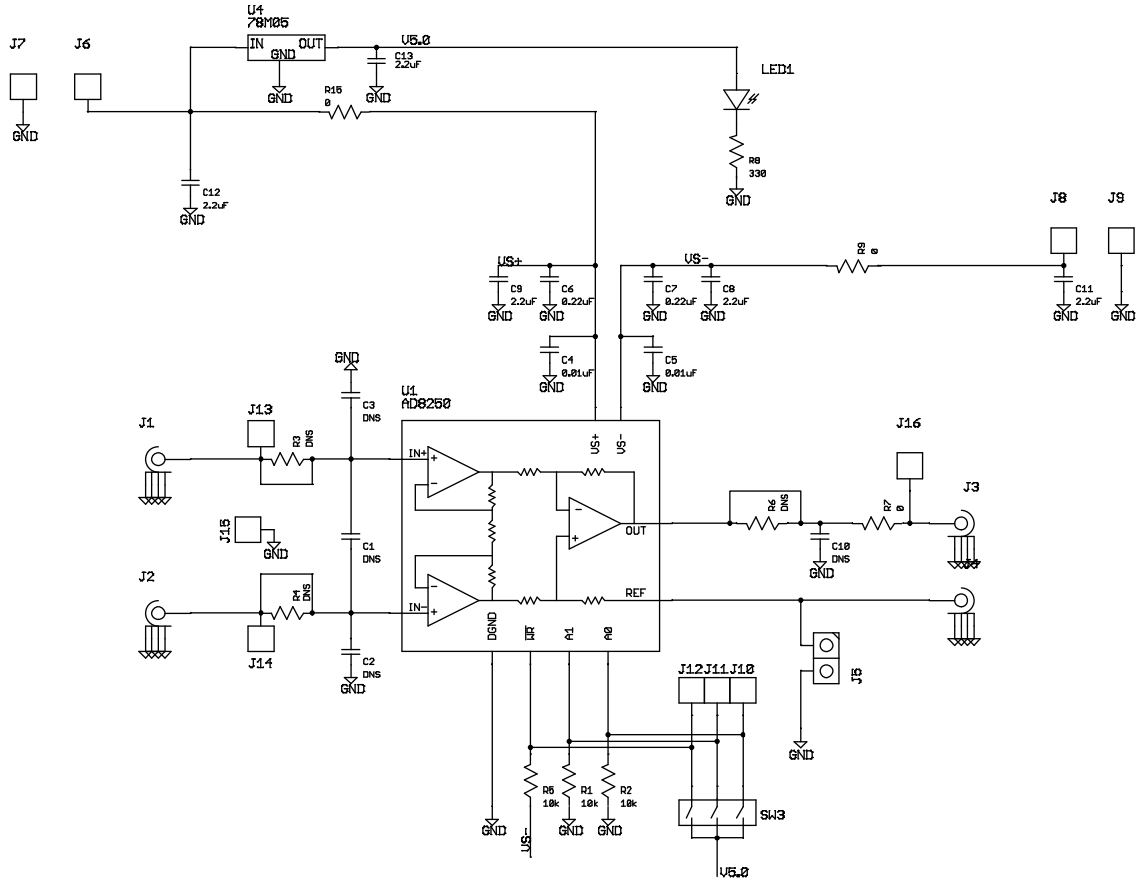 U4
78M05
J7
J6
IN
OUT
GND
V5.0
C13
2.2uF
LED1
GND
GND
R15
0
GND
R8
330
C12
2.2uF
GND
GND
J8
J9
R9
0
VS+
VS-
C9
2.2uF
C6
0.22uF
C7
0.22uF
C8
2.2uF
C11
2.2uF
GND
GND
GND
GND
GND
GND
C4
0.01uF
C5
0.01uF
GND
GND
GND
U1
AD8250
C3
DNS
J1
J13
R3
DNS
IN+
VS+
VS-
J16
J3
R6
DNS
R7
0
J15
GND
C1
DNS
OUT
C10
DNS
GND
J4
J2
R4
DNS
IN-
REF
DGND
WR
A1
A0
J14
C2
DNS
GND
J12
J11
J10
J5
GND
R5
10k
R1
10k
R2
10k
SW3
GND
VS-
GND
GND
V5.0